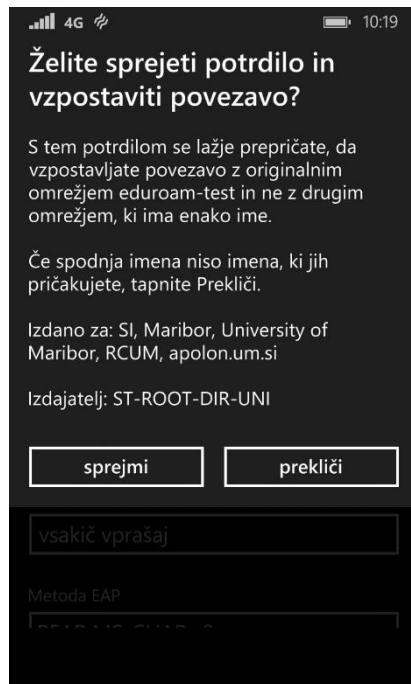 4G 10:19
Želite sprejeti potrdilo in
vzpostaviti povezavo?
S tem potrdilom se lažje prepričate, da
vzpostavljate povezavo z originalnim
omrežjem eduroam-test in ne z drugim
omrežjem, ki ima enako ime.
Če spodnja imena niso imena, ki jih
pričakujete, tapnite Prekliči.
Izdano za: SI, Maribor, University of
Maribor, RCUM, apolon.um.si
Izdajatelj: ST-ROOT-DIR-UNI
sprejmi prekliči
vsakič vprašaj
Metoda EAP